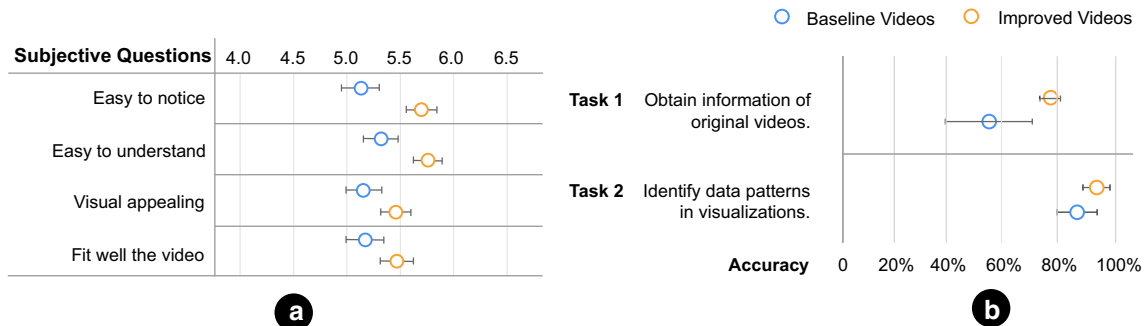 Baseline Videos Improved Videos
Subjective Questions 4.0 4.5 5.0 5.5 6.0 6.5
Easy to notice
Easy to understand
Visual appealing
Fit well the video
a
Task 1 Obtain information of
original videos.
Task 2 Identify data patterns
in visualizations.
Accuracy 0 20% 40% 60% 80% 100%
b